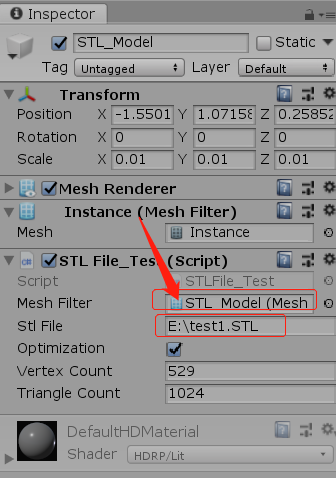 Inspector
STL_Model Static
Tag Untagged Layer Default
Transform
Position X -1.5501 Y 1.07158 Z 0.25852
Rotation X 0 Y 0 Z 0
Scale X 0.01 Y 0.01 Z 0.01
Mesh Renderer
Instance (Mesh Filter)
Mesh Instance
STL File_Test (Script)
Script STLFile_Test
Mesh Filter STL_Model (Mesh
Stl File E:\test1.STL
Optimization
Vertex Count 529
Triangle Count 1024
DefaultHDMaterial
Shader HDRP/Lit